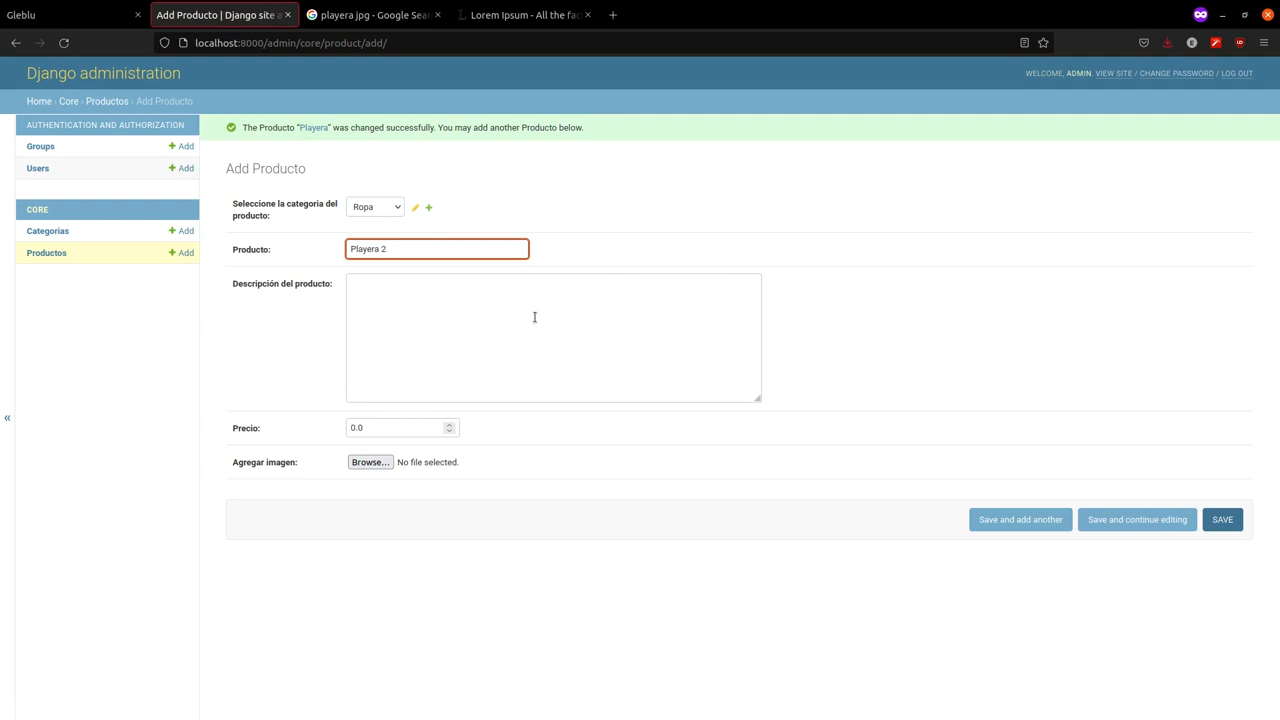 Gleblu
Add Producto | Django site a
playera jpg - Google Sear
Lorem Ipsum - All the fac
localhost:8000/admin/core/product/add/
Django administration
WELCOME, ADMIN. VIEW SITE / CHANGE PASSWORD / LOG OUT
Home › Core › Productos › Add Producto
AUTHENTICATION AND AUTHORIZATION
Groups
Add
Users
Add
CORE
Categorias
Add
Productos
Add
«
The Producto “Playera” was changed successfully. You may add another Producto below.
Add Producto
Seleccione la categoria del
producto:
Ropa
Producto:
Playera 2
Descripción del producto:
Precio:
0.0
Agregar imagen:
Browse... No file selected.
Save and add another
Save and continue editing
SAVE